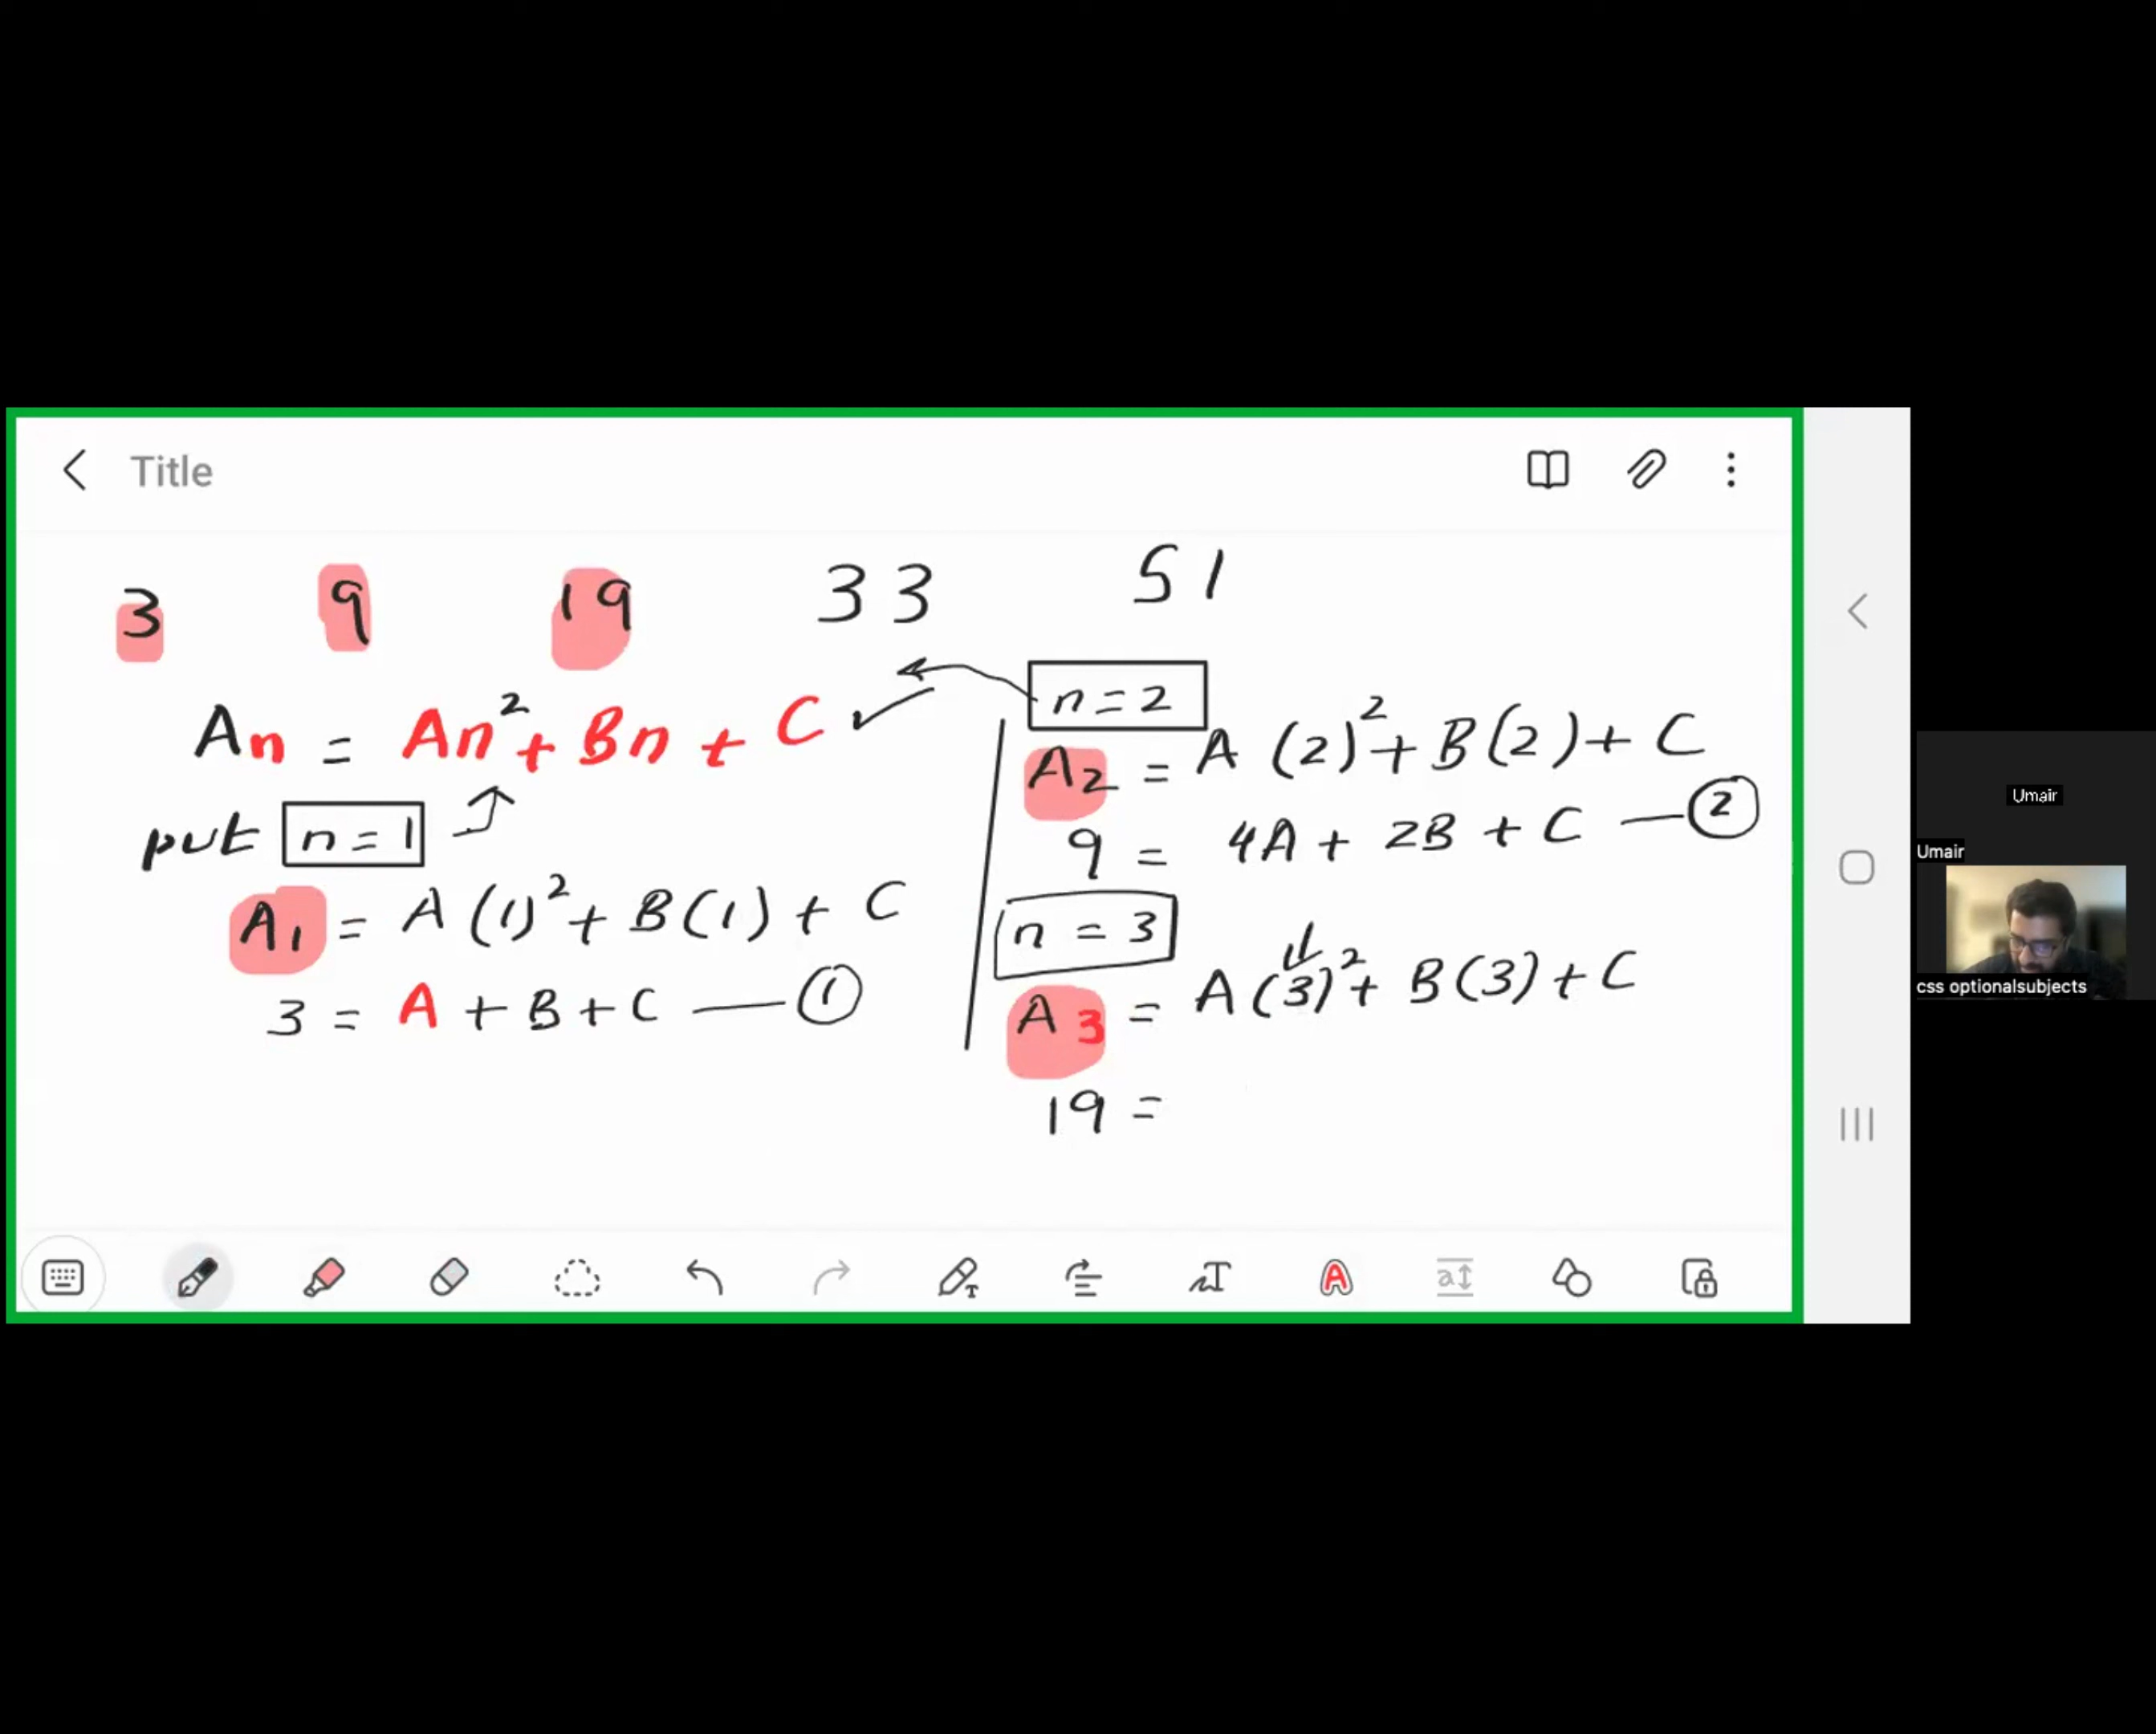 Title
3 9 19 33 51
An = An² + Bn + C
put n = 1
A1 = A (1)² + B (1) + C
3 = A + B + C — ①
n = 2
A2 = A (2)² + B (2) + C
9 = 4A + 2B + C — ②
n = 3
A3 = A (3)² + B (3) + C
19 =
Umair
Umair
css optionalsubjects